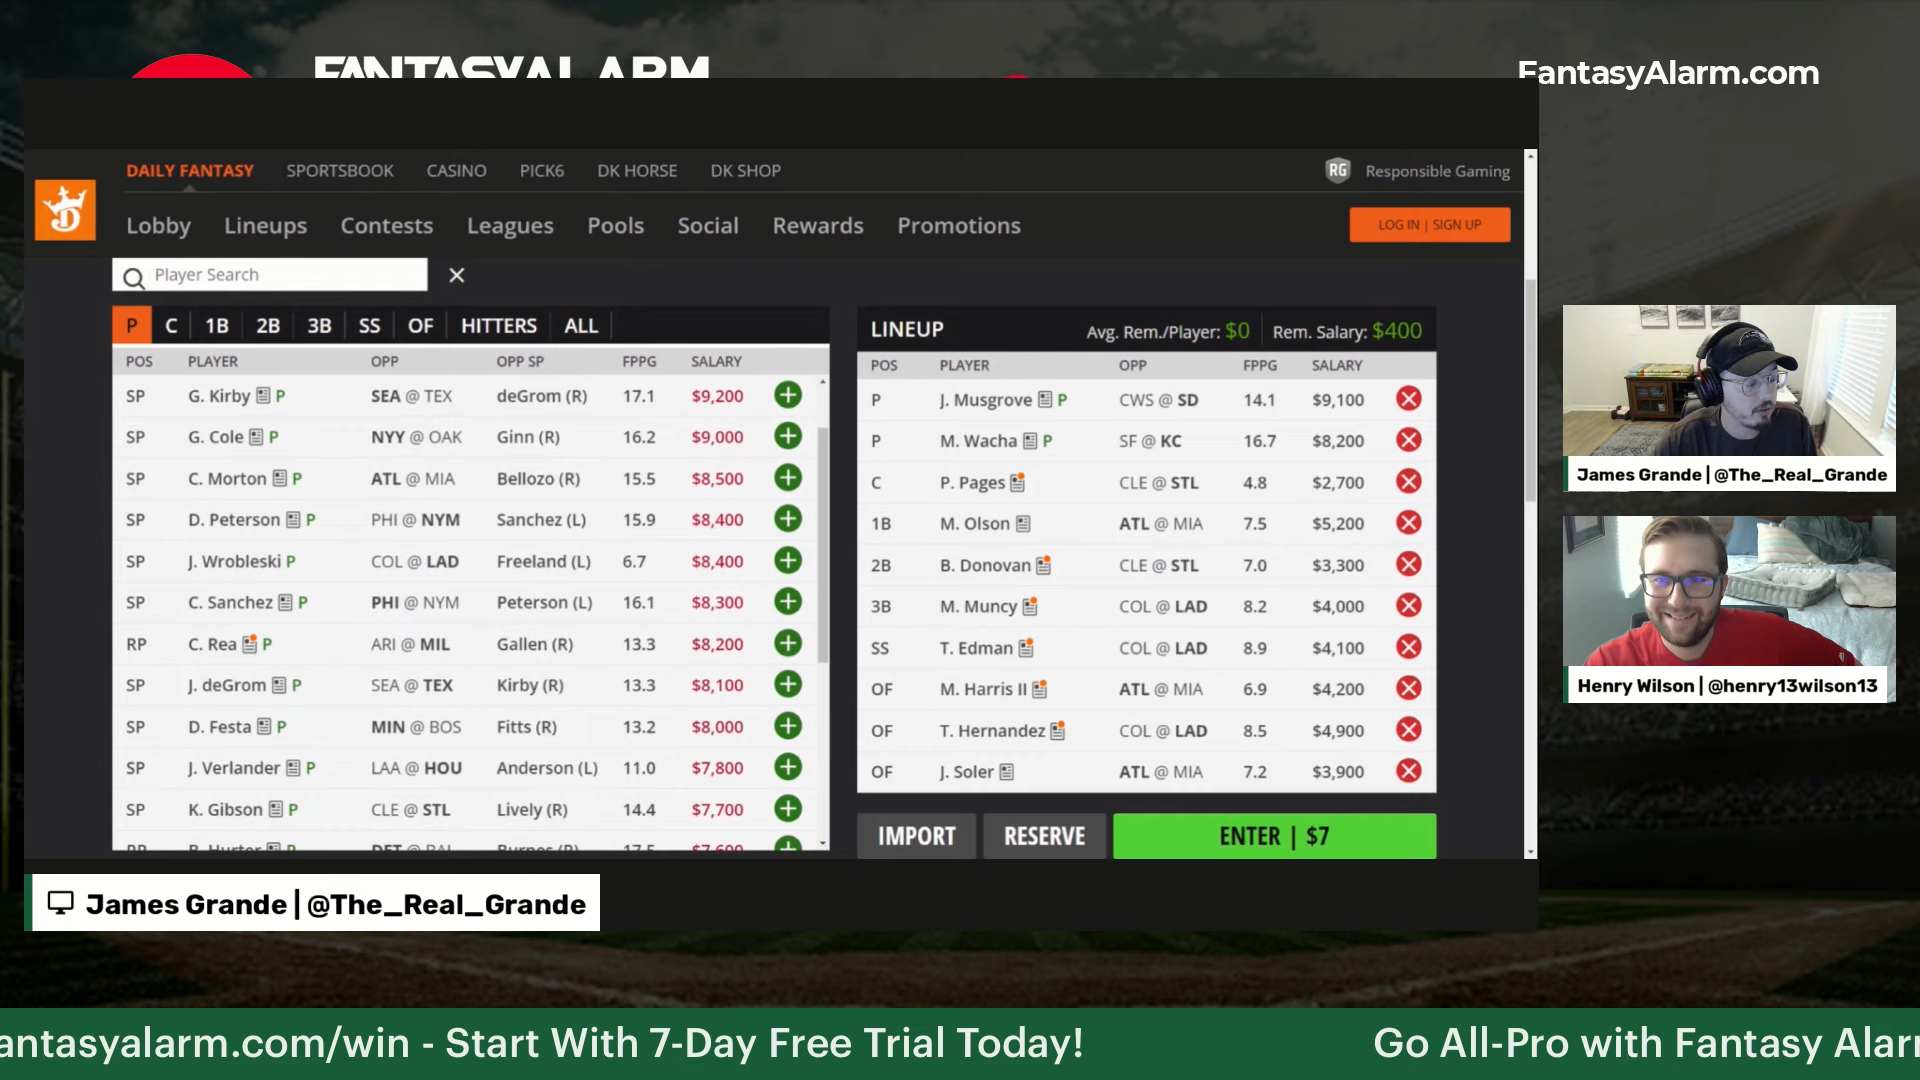 FANTASYALARM
FantasyAlarm.com
DAILY FANTASY SPORTSBOOK CASINO PICK6 DK HORSE DK SHOP
RG Responsible Gaming
D
Lobby Lineups Contests Leagues Pools Social Rewards Promotions
LOG IN | SIGN UP
Player Search
P C 1B 2B 3B SS OF HITTERS ALL
POS PLAYER OPP OPP SP FPPG SALARY
SP G. Kirby P SEA @ TEX deGrom (R) 17.1 $9,200
SP G. Cole P NYY @ OAK Ginn (R) 16.2 $9,000
SP C. Morton P ATL @ MIA Bellozo (R) 15.5 $8,500
SP D. Peterson P PHI @ NYM Sanchez (L) 15.9 $8,400
SP J. Wrobleski P COL @ LAD Freeland (L) 6.7 $8,400
SP C. Sanchez P PHI @ NYM Peterson (L) 16.1 $8,300
RP C. Rea P ARI @ MIL Gallen (R) 13.3 $8,200
SP J. deGrom P SEA @ TEX Kirby (R) 13.3 $8,100
SP D. Festa P MIN @ BOS Fitts (R) 13.2 $8,000
SP J. Verlander P LAA @ HOU Anderson (L) 11.0 $7,800
SP K. Gibson P CLE @ STL Lively (R) 14.4 $7,700
RP B. Hurter P DET @ BAL Burnes (R) 17.5 $7,600
LINEUP Avg. Rem./Player: $0 Rem. Salary: $400
POS PLAYER OPP FPPG SALARY
P J. Musgrove P CWS @ SD 14.1 $9,100
P M. Wacha P SF @ KC 16.7 $8,200
C P. Pages CLE @ STL 4.8 $2,700
1B M. Olson ATL @ MIA 7.5 $5,200
2B B. Donovan CLE @ STL 7.0 $3,300
3B M. Muncy COL @ LAD 8.2 $4,000
SS T. Edman COL @ LAD 8.9 $4,100
OF M. Harris II ATL @ MIA 6.9 $4,200
OF T. Hernandez COL @ LAD 8.5 $4,900
OF J. Soler ATL @ MIA 7.2 $3,900
IMPORT RESERVE ENTER | $7
James Grande | @The_Real_Grande
Henry Wilson | @henry13wilson13
James Grande | @The_Real_Grande
antasyalarm.com/win - Start With 7-Day Free Trial Today! Go All-Pro with Fantasy Alar